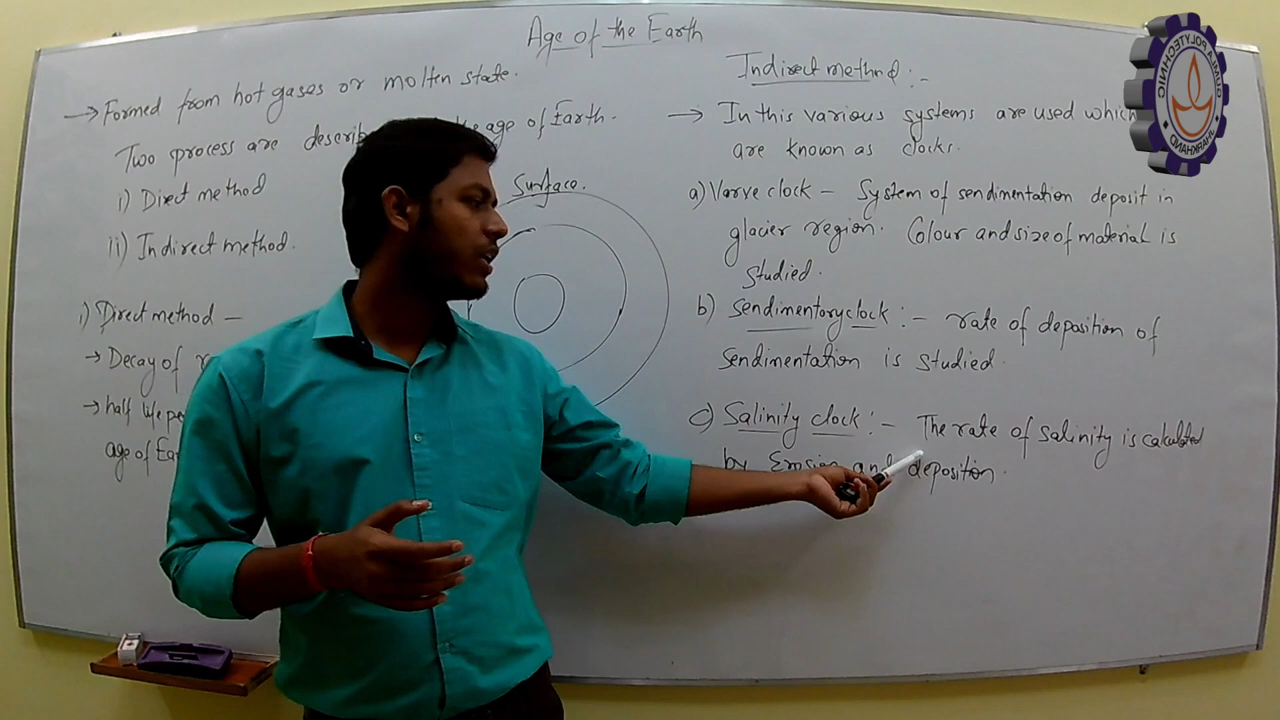 Age of the Earth
→ Formed from hot gases or molten state.
Two process are the age of Earth.
i) Direct method
ii) Indirect method.
Surface.
i) Direct method —
→ Decay of
→ half life
age of
Indirect method :-
→ In this various systems are used which
are known as clocks.
a) Varve clock — System of sendimentation deposit in
glacier region. Colour and size of material is
studied.
b) Sendimentory clock :- rate of deposition of
Sendimentation is studied.
c) Salinity clock :- The rate of salinity is calculated
by Erosion and deposition.
GUMLA POLYTECHNIC
JHARKHAND